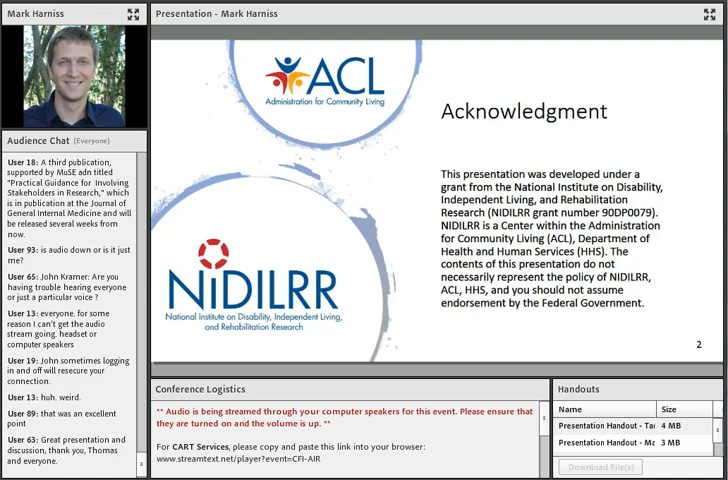 Mark Harniss
Presentation - Mark Harniss
Audience Chat (Everyone)
User 18: A third publication,
supported by MuSE adn titled
"Practical Guidance for Involving
Stakeholders in Research," which
is in publication at the Journal of
General Internal Medicine and will
be released several weeks from
now.
User 93: is audio down or is it just
me?
User 65: John Kramer: Are you
having trouble hearing everyone
or just a particular voice ?
User 13: everyone. for some
reason I can't get the audio
stream going. headset or
computer speakers
User 19: John sometimes logging
in and off will resecure your
connection.
User 13: huh. weird.
User 89: that was an excellent
point
User 63: Great presentation and
discussion, thank you, Thomas
and everyone.
ACL
Administration for Community Living
NIDILRR
National Institute on Disability, Independent Living,
and Rehabilitation Research
Acknowledgment
This presentation was developed under a
grant from the National Institute on Disability,
Independent Living, and Rehabilitation
Research (NIDILRR grant number 90DP0079).
NIDILRR is a Center within the Administration
for Community Living (ACL), Department of
Health and Human Services (HHS). The
contents of this presentation do not
necessarily represent the policy of NIDILRR,
ACL, HHS, and you should not assume
endorsement by the Federal Government.
2
Conference Logistics
** Audio is being streamed through your computer speakers for this event. Please ensure that
they are turned on and the volume is up. **
For CART Services, please copy and paste this link into your browser:
www.streamtext.net/player?event=CFI-AIR
Handouts
Name Size
Presentation Handout - Ta 4 MB
Presentation Handout - Ma 3 MB
Download File(s)